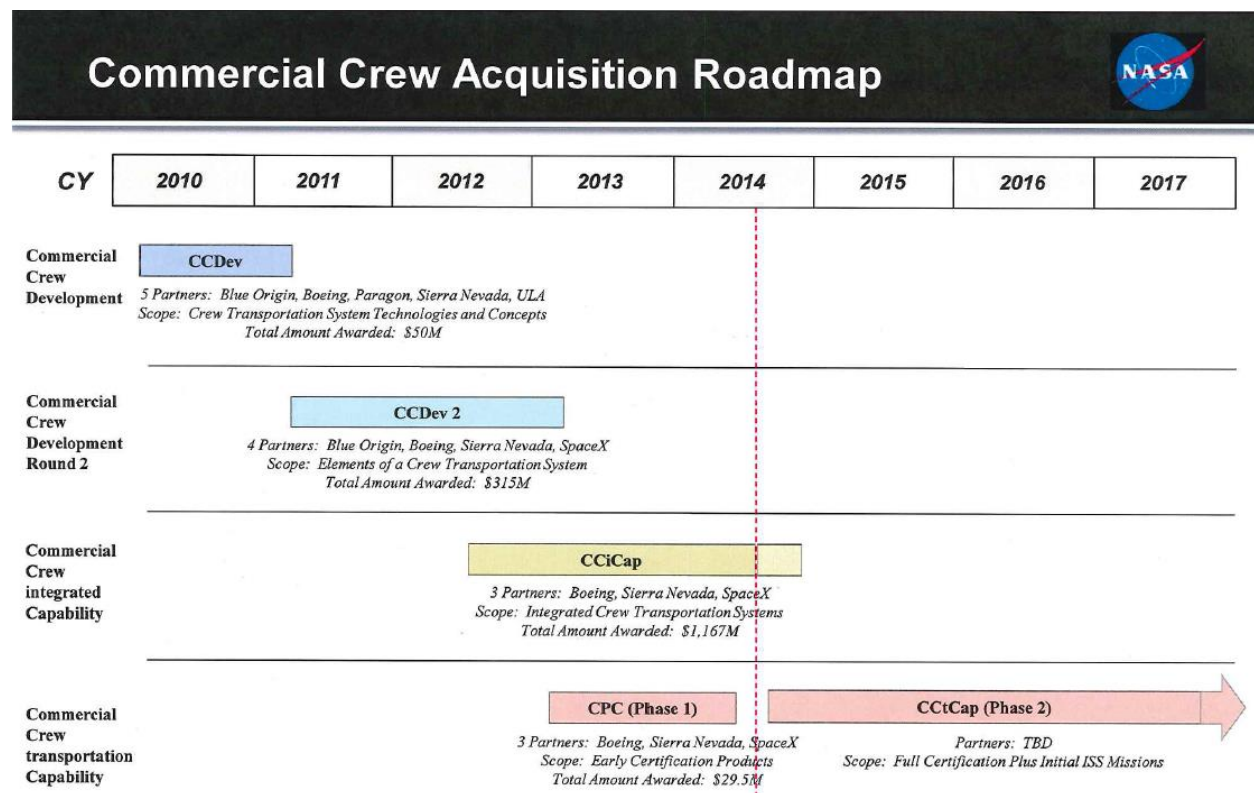 Commercial Crew Acquisition Roadmap
NASA
CY 2010 2011 2012 2013 2014 2015 2016 2017
Commercial
Crew
Development
CCDev
5 Partners: Blue Origin, Boeing, Paragon, Sierra Nevada, ULA
Scope: Crew Transportation System Technologies and Concepts
Total Amount Awarded: $50M
Commercial
Crew
Development
Round 2
CCDev 2
4 Partners: Blue Origin, Boeing, Sierra Nevada, SpaceX
Scope: Elements of a Crew Transportation System
Total Amount Awarded: $315M
Commercial
Crew
integrated
Capability
CCiCap
3 Partners: Boeing, Sierra Nevada, SpaceX
Scope: Integrated Crew Transportation Systems
Total Amount Awarded: $1,167M
Commercial
Crew
transportation
Capability
CPC (Phase 1)
3 Partners: Boeing, Sierra Nevada, SpaceX
Scope: Early Certification Products
Total Amount Awarded: $29.5M
CCtCap (Phase 2)
Partners: TBD
Scope: Full Certification Plus Initial ISS Missions